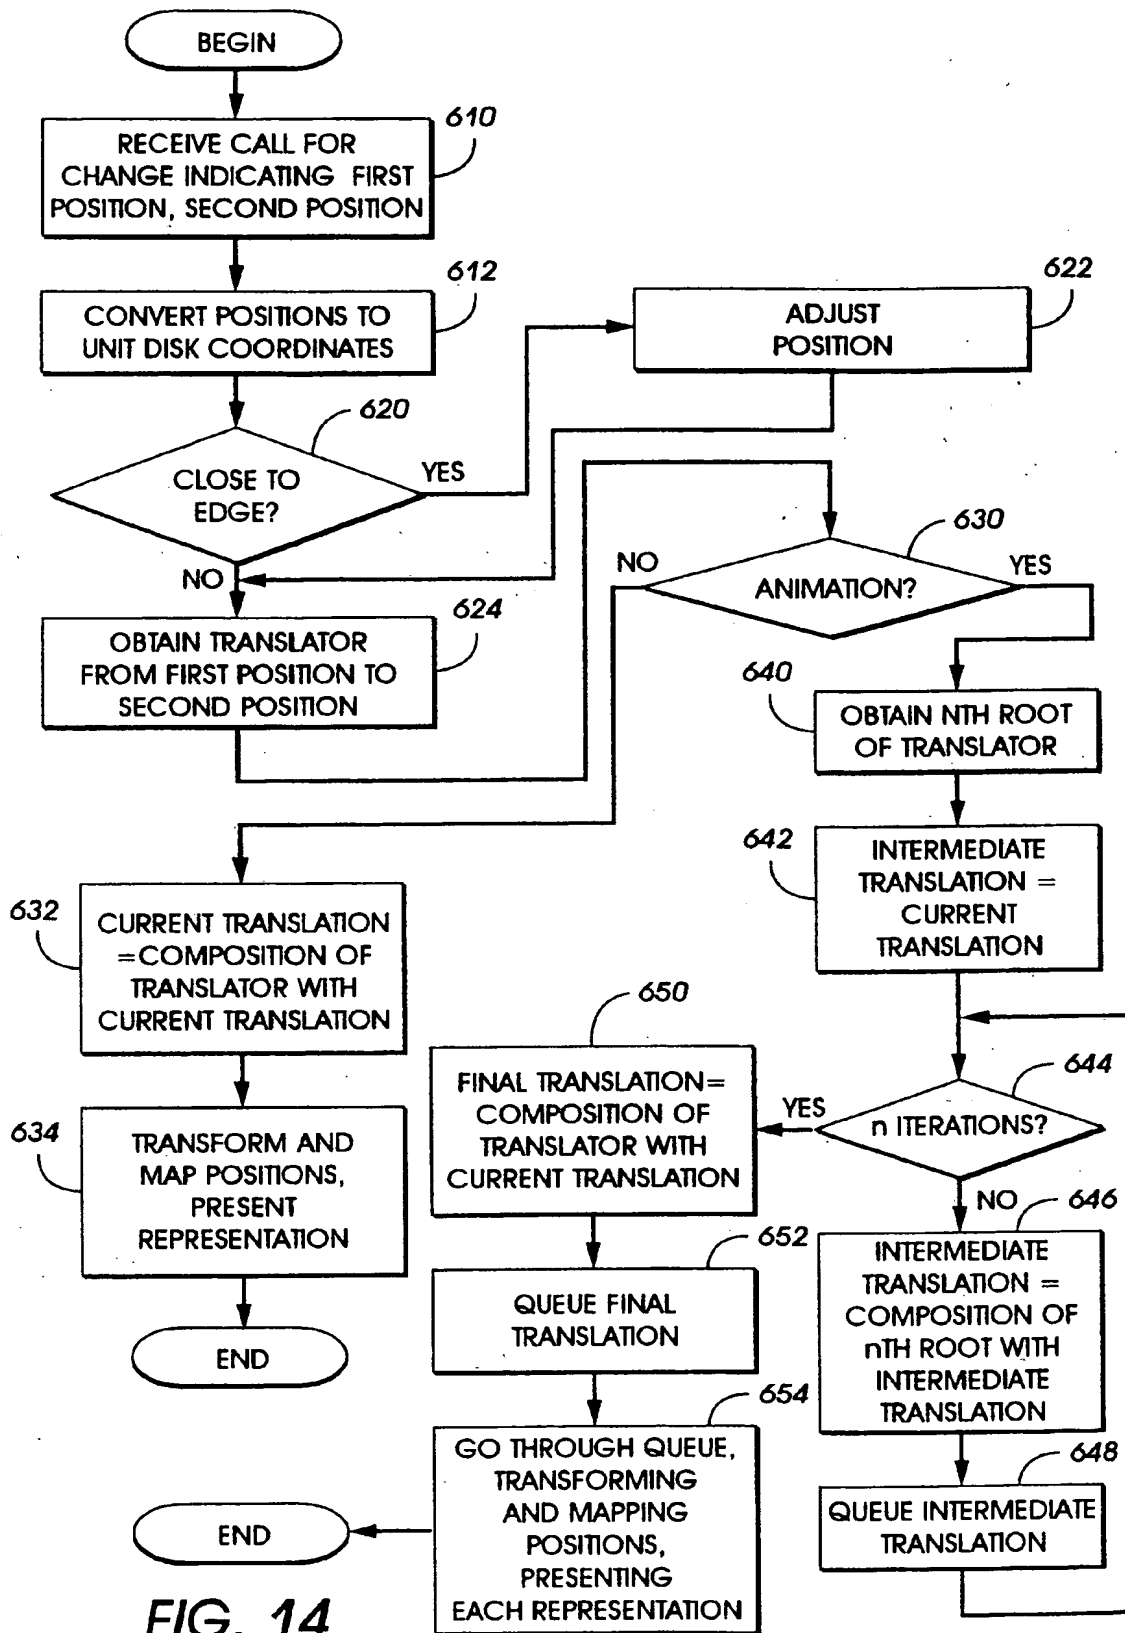 BEGIN
610
RECEIVE CALL FOR
CHANGE INDICATING FIRST
POSITION, SECOND POSITION
612
CONVERT POSITIONS TO
UNIT DISK COORDINATES
622
ADJUST
POSITION
620
CLOSE TO
EDGE?
YES
NO
624
OBTAIN TRANSLATOR
FROM FIRST POSITION TO
SECOND POSITION
630
NO
ANIMATION?
YES
640
OBTAIN NTH ROOT
OF TRANSLATOR
642
INTERMEDIATE
TRANSLATION =
CURRENT
TRANSLATION
632
CURRENT TRANSLATION
=COMPOSITION OF
TRANSLATOR WITH
CURRENT TRANSLATION
634
TRANSFORM AND
MAP POSITIONS,
PRESENT
REPRESENTATION
END
644
n ITERATIONS?
YES
NO
650
FINAL TRANSLATION=
COMPOSITION OF
TRANSLATOR WITH
CURRENT TRANSLATION
646
INTERMEDIATE
TRANSLATION =
COMPOSITION OF
nTH ROOT WITH
INTERMEDIATE
TRANSLATION
652
QUEUE FINAL
TRANSLATION
648
QUEUE INTERMEDIATE
TRANSLATION
654
GO THROUGH QUEUE,
TRANSFORMING
AND MAPPING
POSITIONS,
PRESENTING
EACH REPRESENTATION
END
FIG. 14